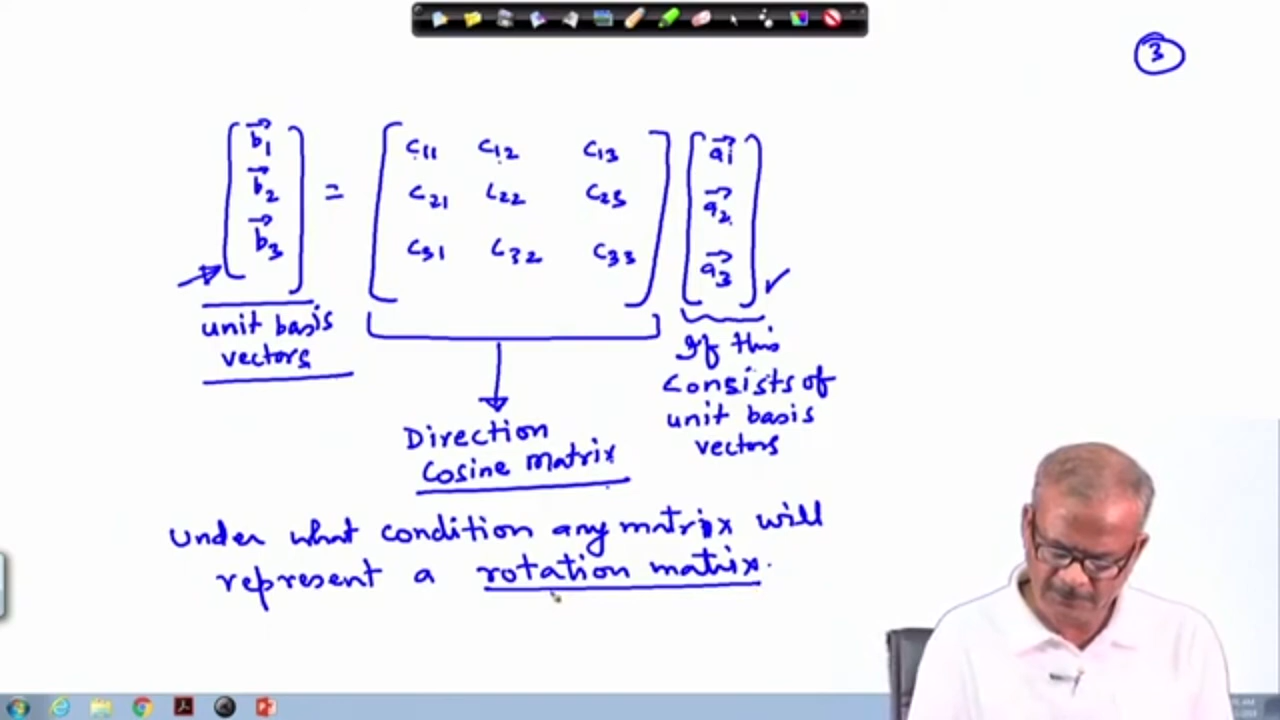 3
b⃗1 = c11 c12 c13 a⃗1
b⃗2 c21 c22 c23 a⃗2
b⃗3 c31 c32 c33 a⃗3 ✓
unit basis
vectors
Direction
Cosine Matrix
If this
Consists of
unit basis
vectors
Under what condition any matrix will
represent a rotation matrix.